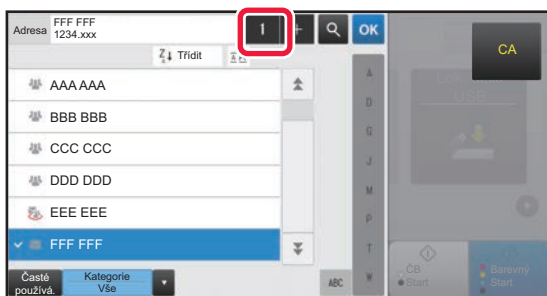 Adresa
FFF FFF
1234.xxx
1
+
OK
CA
Z↓ Třídit
AAA AAA
BBB BBB
CCC CCC
DDD DDD
EEE EEE
FFF FFF
A
D
G
J
M
P
T
W
ABC
USB
Časté
používá.
Kategorie
Vše
ČB
Start
Barevný
Start